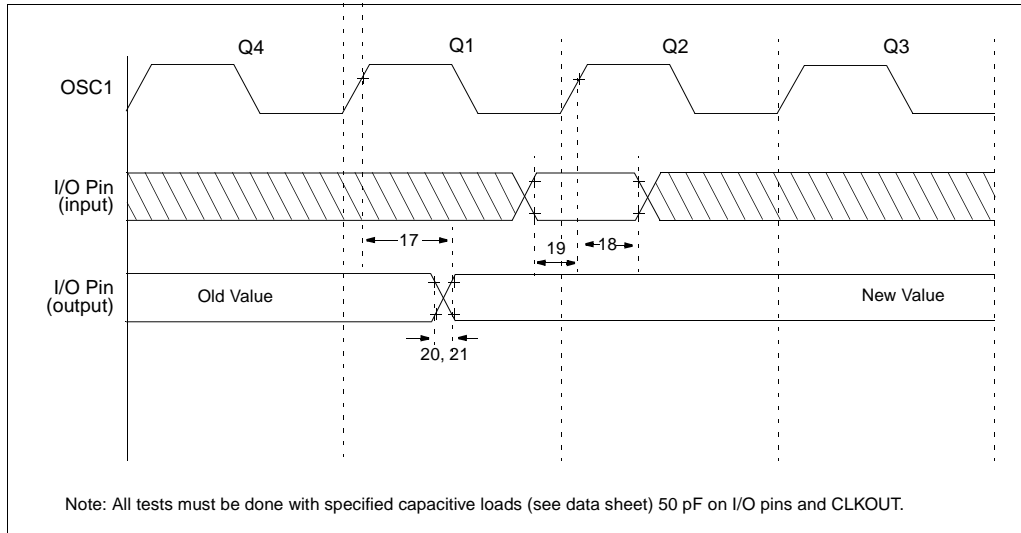 Q4 Q1 Q2 Q3
OSC1
I/O Pin
(input)
17
19
18
I/O Pin
(output)
Old Value
New Value
20, 21
Note: All tests must be done with specified capacitive loads (see data sheet) 50 pF on I/O pins and CLKOUT.